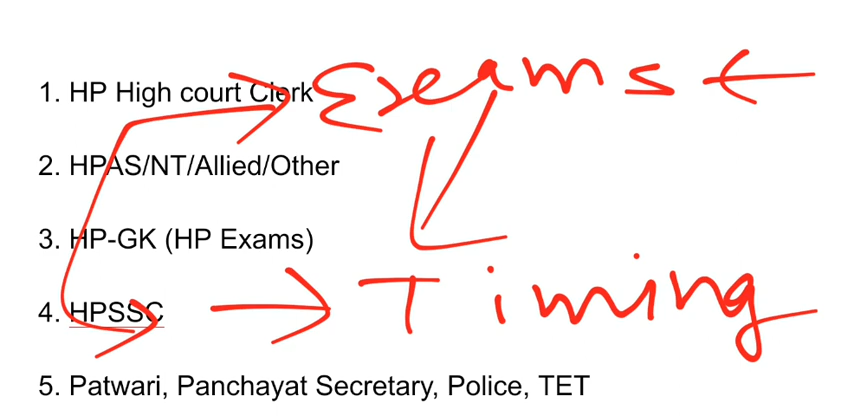 1. HP High court Clerk Exams
2. HPAS/NT/Allied/Other
3. HP-GK (HP Exams)
4. HPSSC Timing
5. Patwari, Panchayat Secretary, Police, TET